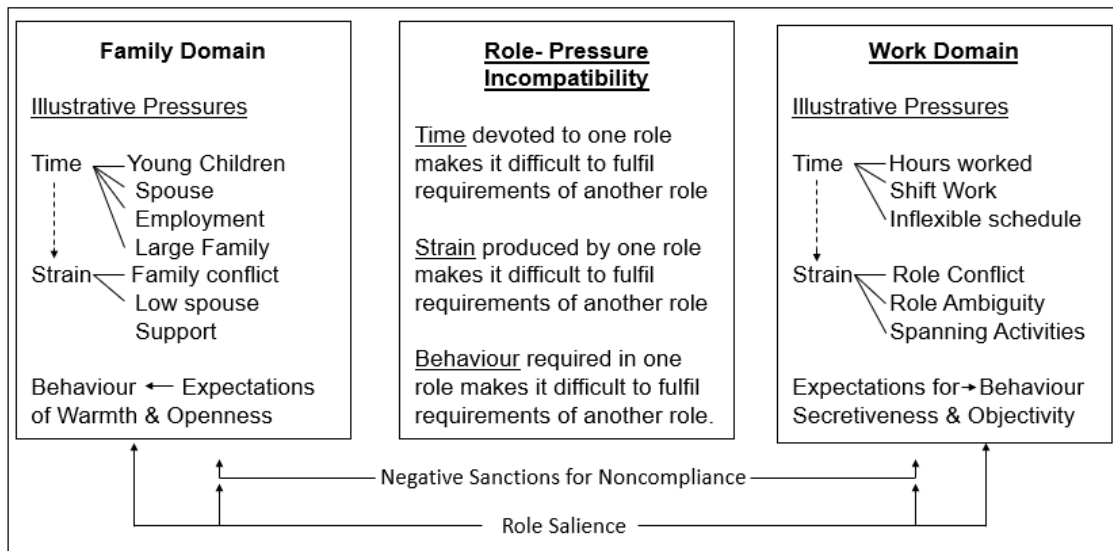 Family Domain
Illustrative Pressures
Time Young Children
Spouse
Employment
Large Family
Strain Family conflict
Low spouse
Support
Behaviour Expectations
of Warmth & Openness
Role- Pressure
Incompatibility
Time devoted to one role
makes it difficult to fulfil
requirements of another role
Strain produced by one role
makes it difficult to fulfil
requirements of another role
Behaviour required in one
role makes it difficult to fulfil
requirements of another role.
Work Domain
Illustrative Pressures
Time Hours worked
Shift Work
Inflexible schedule
Strain Role Conflict
Role Ambiguity
Spanning Activities
Expectations for Behaviour
Secretiveness & Objectivity
Negative Sanctions for Noncompliance
Role Salience